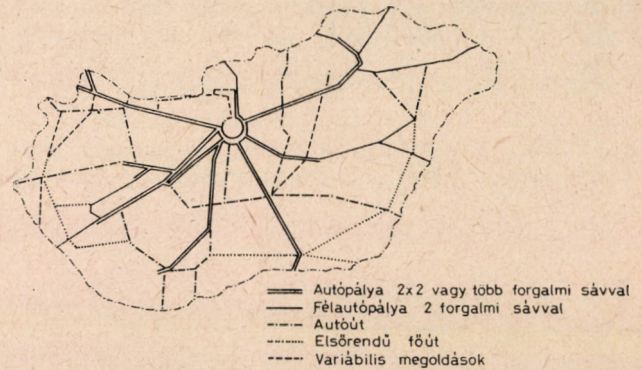 Autópálya 2x2 vagy több forgalmi sávval
Félautópálya 2 forgalmi sávval
Autóút
Elsőrendű főút
Variábilis megoldások